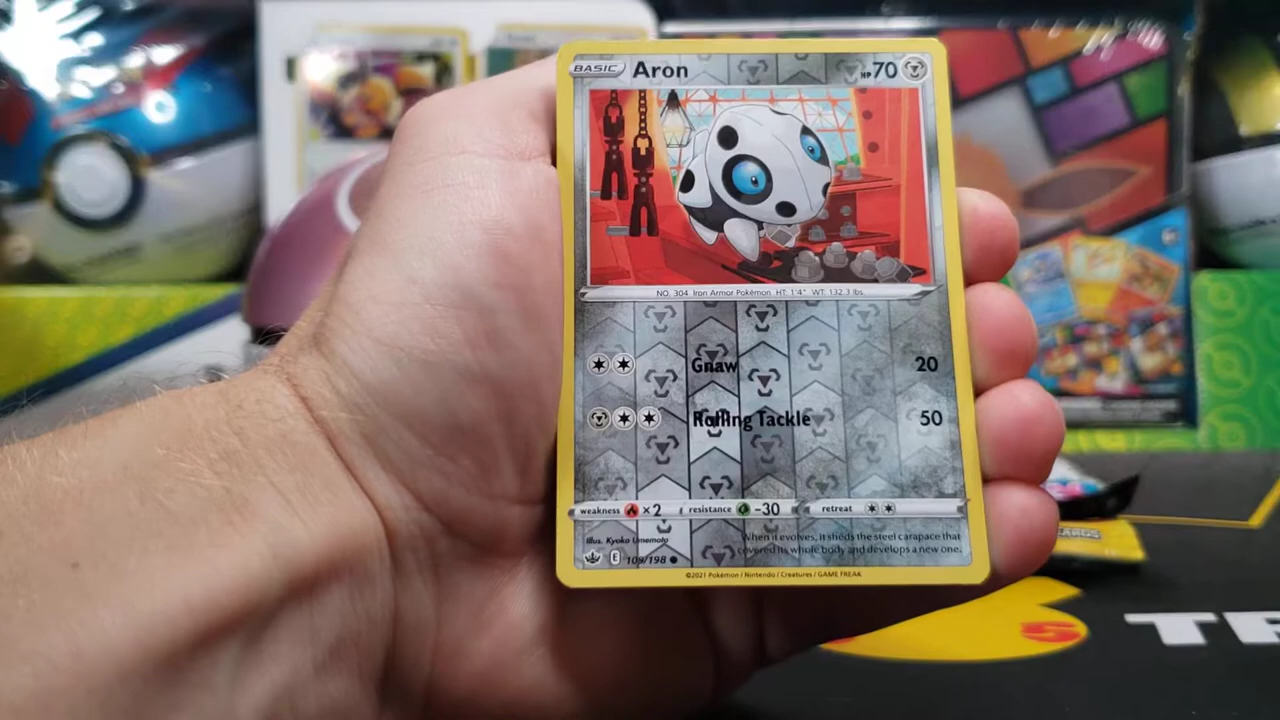 BASIC Aron HP 70
NO. 304 Iron Armor Pokémon HT: 1'4" WT: 132.3 lbs.
Gnaw 20
Rolling Tackle 50
weakness ×2 resistance -30 retreat
Illus. Kyoko Umemoto
When it evolves, it sheds the steel carapace that
covered its whole body and develops a new one.
E 109/198
©2021 Pokémon / Nintendo / Creatures / GAME FREAK